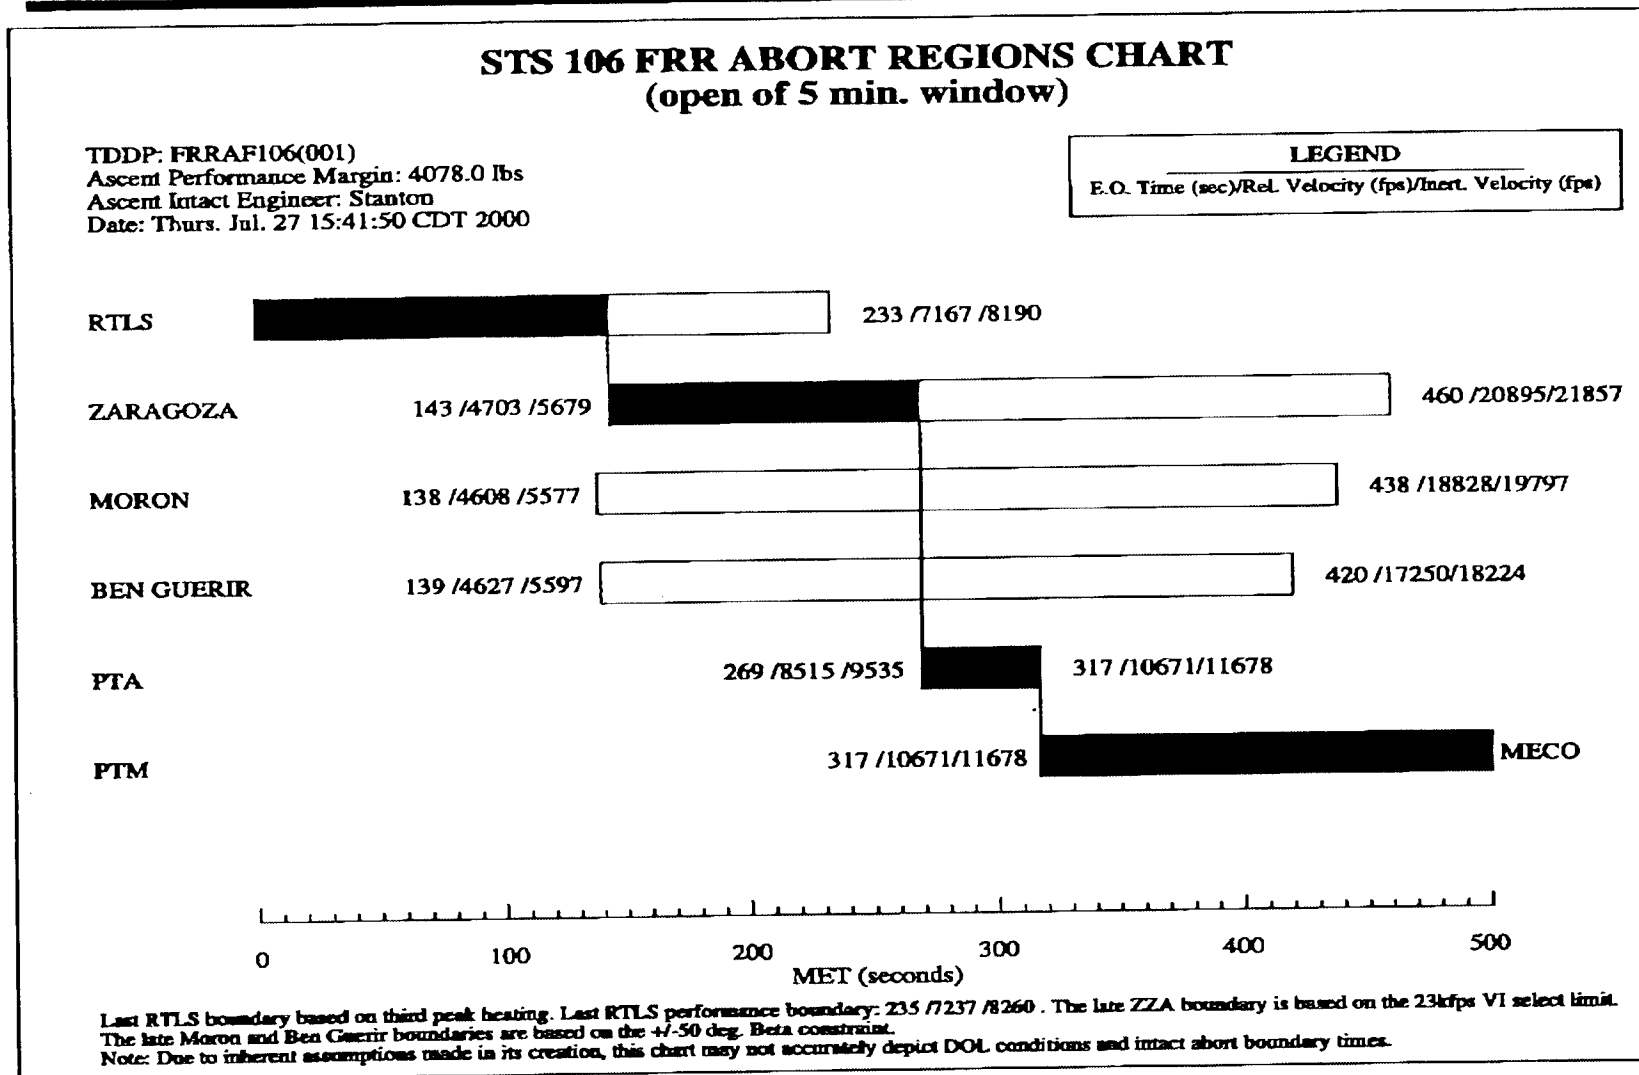 STS 106 FRR ABORT REGIONS CHART
(open of 5 min. window)
TDDP: FRRAF106(001)
Ascent Performance Margin: 4078.0 lbs
Ascent Intact Engineer: Stanton
Date: Thurs. Jul. 27 15:41:50 CDT 2000
LEGEND
E.O. Time (sec)/Rel. Velocity (fps)/Inert. Velocity (fps)
RTLS 233 /7167 /8190
ZARAGOZA 143 /4703 /5679 460 /20895/21857
MORON 138 /4608 /5577 438 /18828/19797
BEN GUERIR 139 /4627 /5597 420 /17250/18224
PTA 269 /8515 /9535 317 /10671/11678
PTM 317 /10671/11678 MECO
0 100 200 300 400 500
MET (seconds)
Last RTLS boundary based on third peak heating. Last RTLS performance boundary: 235 /7237 /8260 . The late ZZA boundary is based on the 23kfps VI select limit.
The late Moron and Ben Guerir boundaries are based on the +/-50 deg. Beta constraint.
Note: Due to inherent assumptions made in its creation, this chart may not accurately depict DOL conditions and intact abort boundary times.